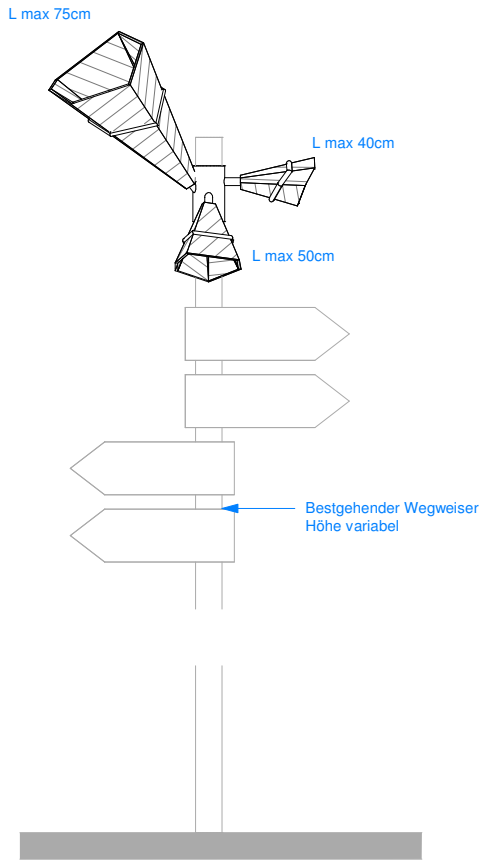 L max 75cm
L max 40cm
L max 50cm
Bestgehender Wegweiser
Höhe variabel